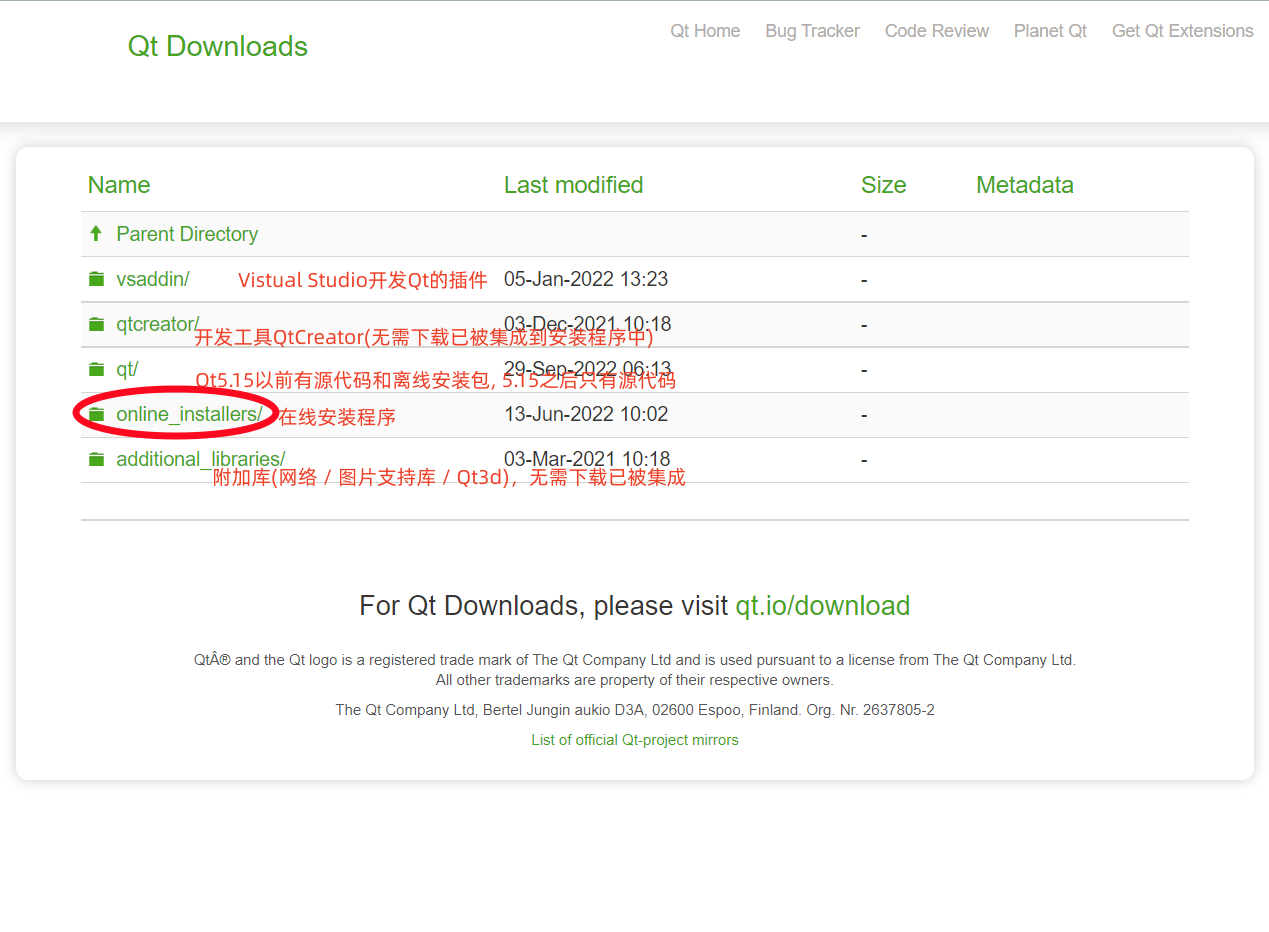 Qt Downloads
Qt Home Bug Tracker Code Review Planet Qt Get Qt Extensions
Name Last modified Size Metadata
Parent Directory -
vsaddin/ Vistual Studio开发Qt的插件 05-Jan-2022 13:23 -
qtcreator/ 03-Dec-2021 10:18 -
开发工具QtCreator(无需下载已被集成到安装程序中)
qt/ 29-Sep-2022 06:13 -
Qt5.15以前有源代码和离线安装包, 5.15之后只有源代码
online_installers/ 在线安装程序 13-Jun-2022 10:02 -
additional_libraries/ 03-Mar-2021 10:18 -
附加库(网络 / 图片支持库 / Qt3d)，无需下载已被集成
For Qt Downloads, please visit qt.io/download
QtÂ® and the Qt logo is a registered trade mark of The Qt Company Ltd and is used pursuant to a license from The Qt Company Ltd.
All other trademarks are property of their respective owners.
The Qt Company Ltd, Bertel Jungin aukio D3A, 02600 Espoo, Finland. Org. Nr. 2637805-2
List of official Qt-project mirrors